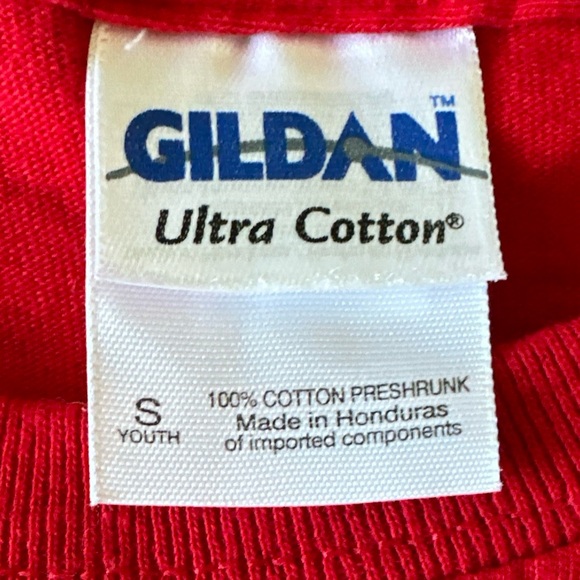 GILDAN™
Ultra Cotton®
S
YOUTH
100% COTTON PRESHRUNK
Made in Honduras
of imported components